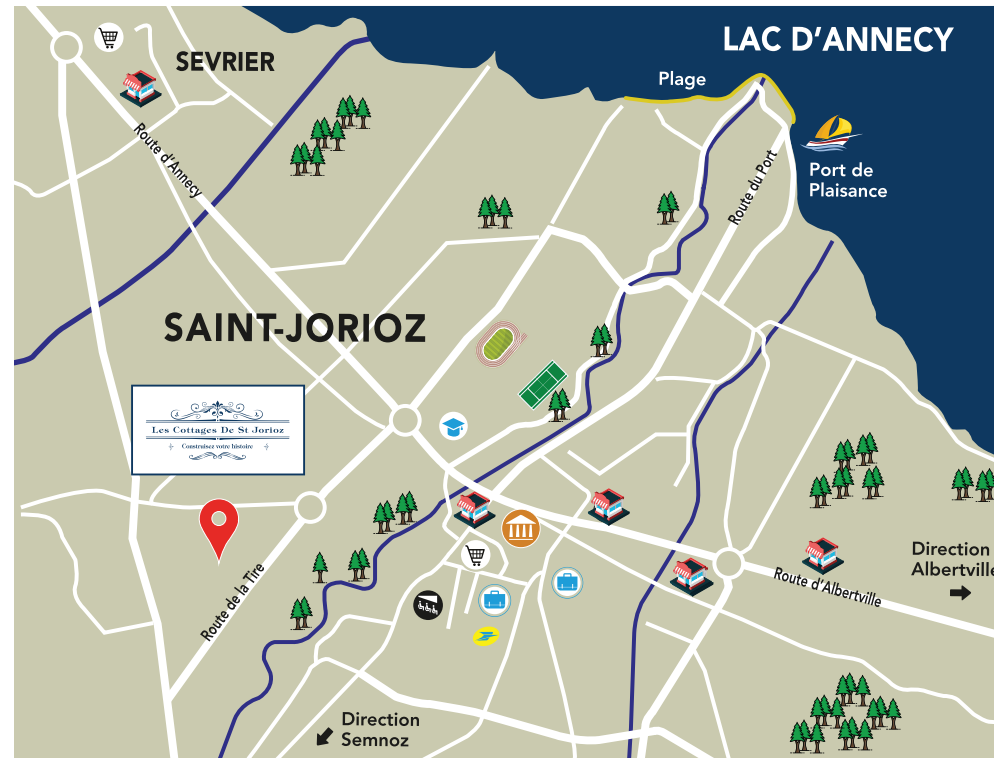 LAC D'ANNECY
SEVRIER
Plage
Route d'Annecy
Port de
Plaisance
Route du Port
SAINT-JORIOZ
Les Cottages De St Jorioz
Construisez votre histoire
Direction
Albertville
Route d'Albertville
Route de la Tire
Direction
Semnoz